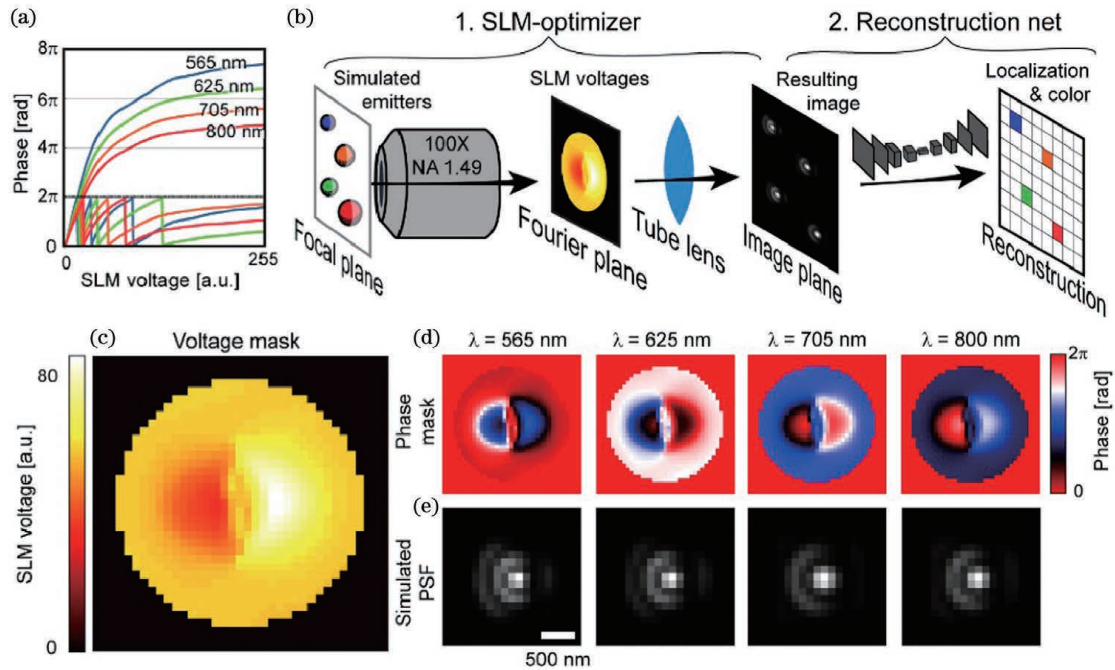 (a)
8π
6π
4π
2π
0
Phase [rad]
565 nm
625 nm
705 nm
800 nm
0
255
SLM voltage [a.u.]
(b)
1. SLM-optimizer
2. Reconstruction net
Simulated
emitters
SLM voltages
Resulting
image
Localization
& color
100X
NA 1.49
Focal plane
Fourier plane
Tube lens
Image plane
Reconstruction
(c)
Voltage mask
80
0
SLM voltage [a.u.]
(d)
λ = 565 nm
λ = 625 nm
λ = 705 nm
λ = 800 nm
Phase
mask
2π
0
Phase [rad]
(e)
Simulated
PSF
500 nm